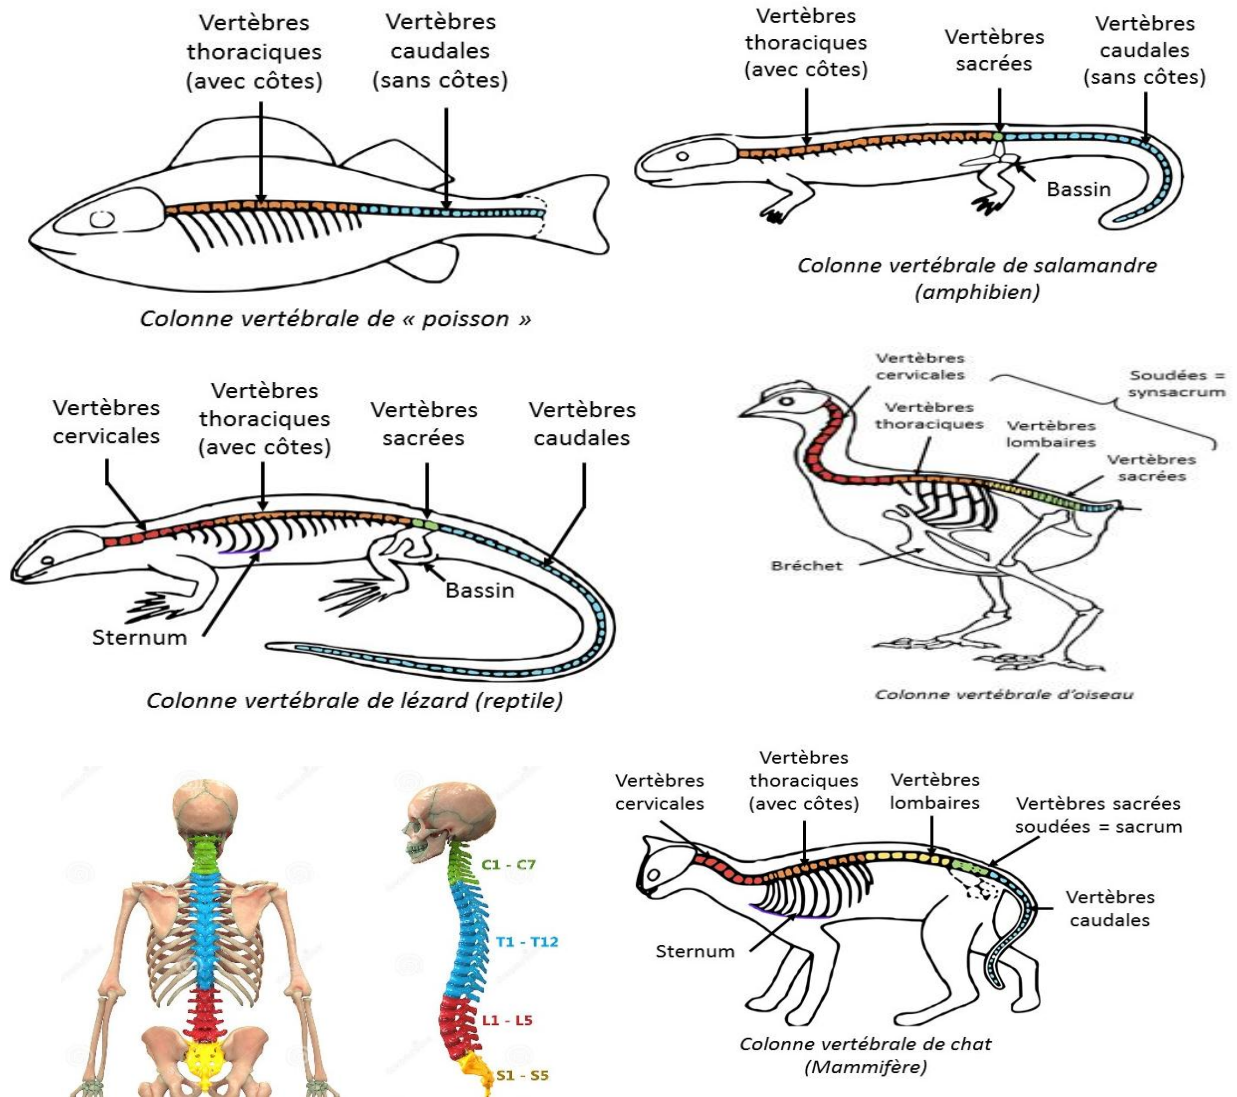 Vertèbres
thoraciques
(avec côtes)
Vertèbres
caudales
(sans côtes)
Colonne vertébrale de « poisson »
Vertèbres
thoraciques
(avec côtes)
Vertèbres
sacrées
Vertèbres
caudales
(sans côtes)
Bassin
Colonne vertébrale de salamandre
(amphibien)
Vertèbres
cervicales
Vertèbres
thoraciques
(avec côtes)
Vertèbres
sacrées
Vertèbres
caudales
Bassin
Sternum
Colonne vertébrale de lézard (reptile)
Vertèbres
cervicales
Soudées =
synsacrum
Vertèbres
thoraciques
Vertèbres
lombaires
Vertèbres
sacrées
Bréchet
Colonne vertébrale d'oiseau
C1 - C7
T1 - T12
L1 - L5
S1 - S5
Vertèbres
cervicales
Vertèbres
thoraciques
(avec côtes)
Vertèbres
lombaires
Vertèbres sacrées
soudées = sacrum
Vertèbres
caudales
Sternum
Colonne vertébrale de chat
(Mammifère)